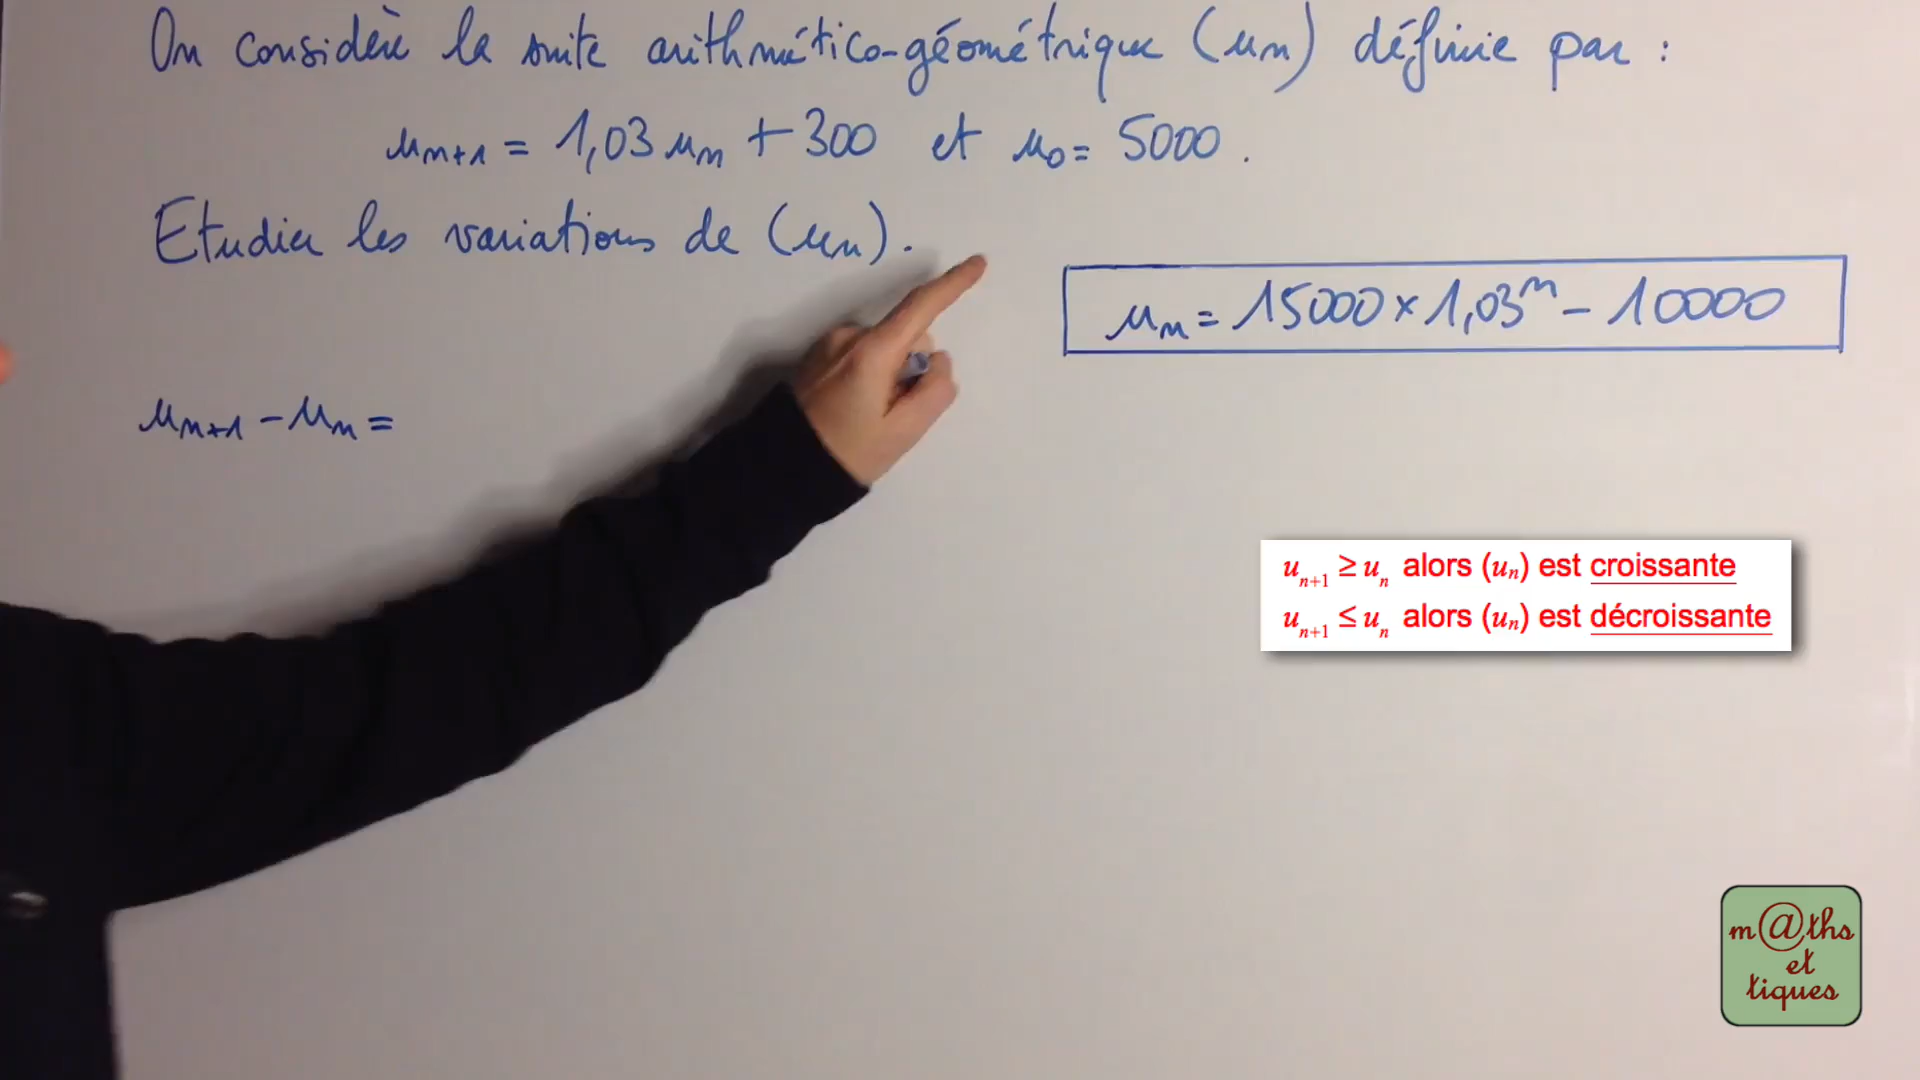 On considère la suite arithmético-géométrique (un) définie par :
un+1 = 1,03 un + 300 et u0 = 5000 .
Etudier les variations de (un).
un = 15000 × 1,03^n - 10000
un+1 - un =
un+1 ≥ un alors (un) est croissante
un+1 ≤ un alors (un) est décroissante
m@ths
et
tiques